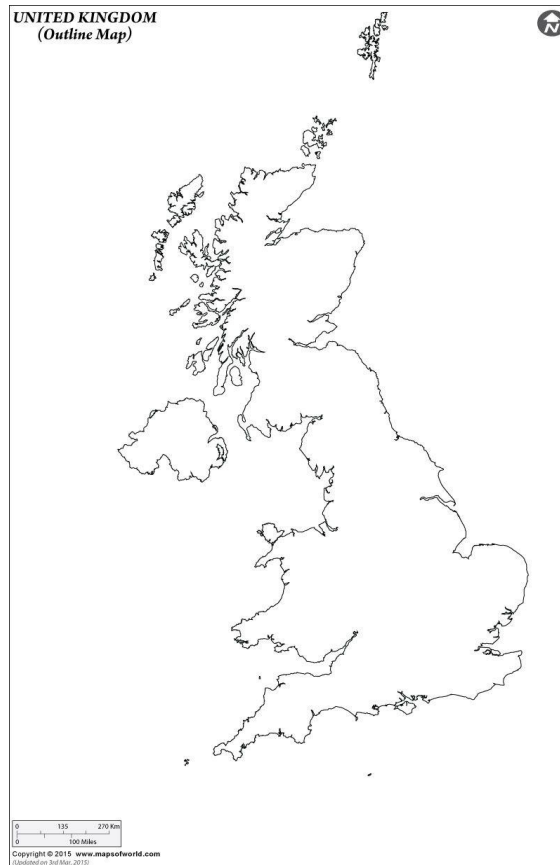 UNITED KINGDOM
(Outline Map)
N
0 135 270 Km
0 100 Miles
Copyright © 2015 www.mapsofworld.com
(Updated on 3rd Mar, 2015)